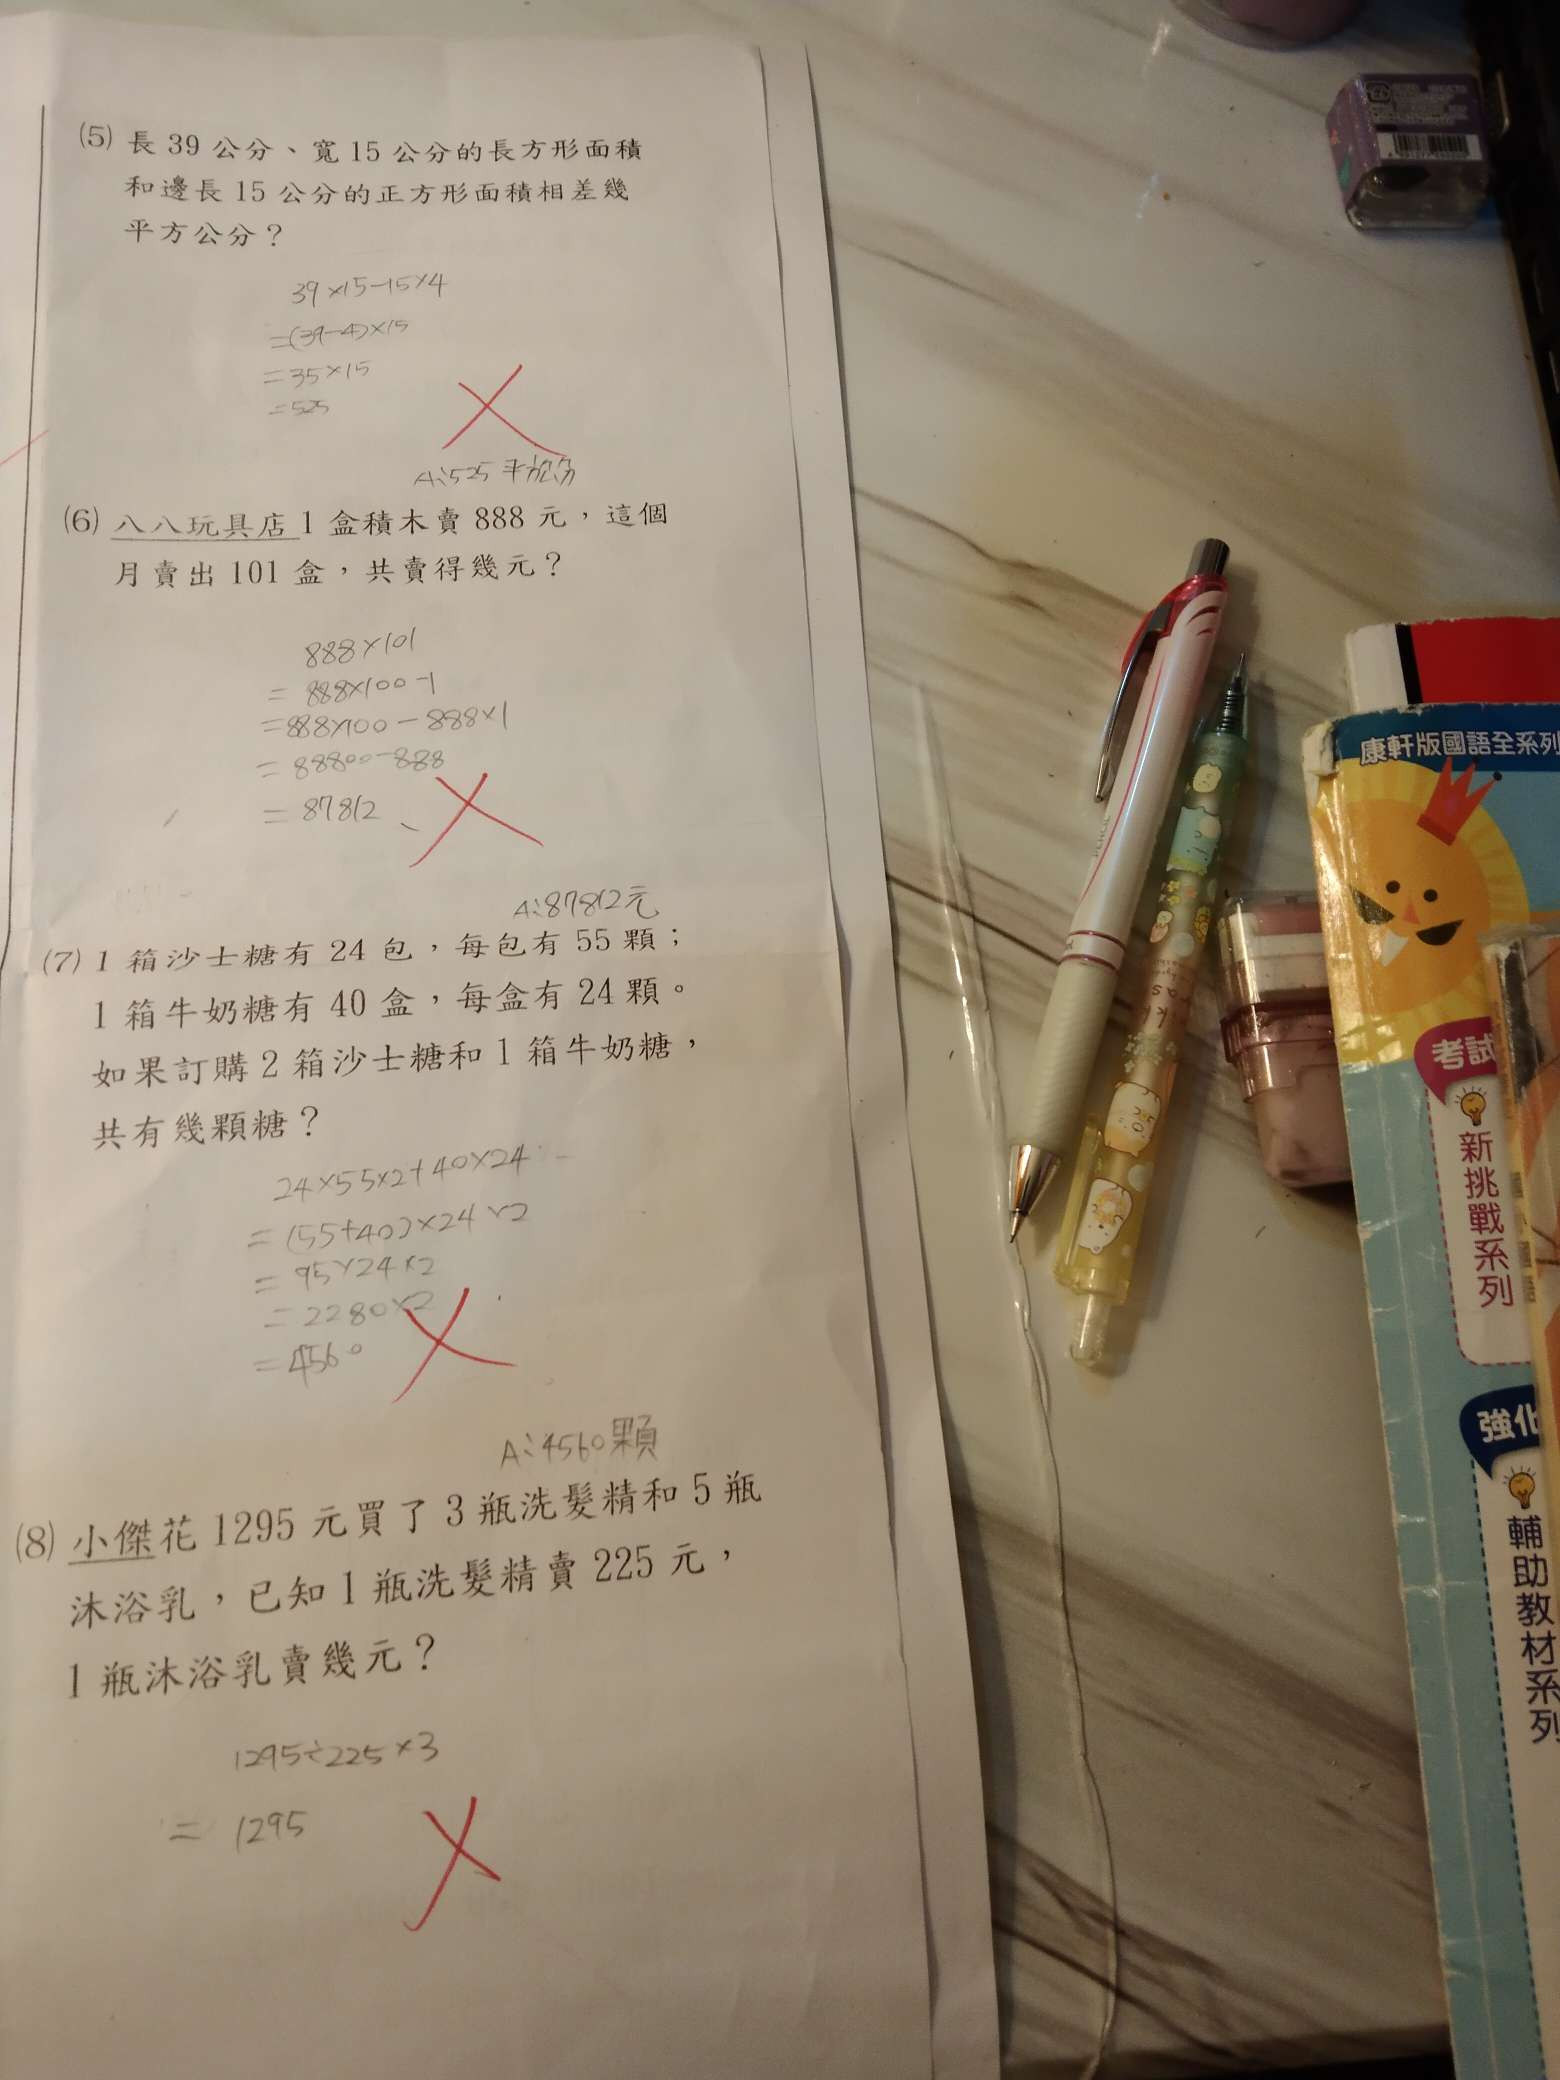 (5) 長 39 公分、寬 15 公分的長方形面積
和邊長 15 公分的正方形面積相差幾
平方公分？
39×15-15×4
=(39-4)×15
=35×15
=525
A:525 平方公分
(6) 八八玩具店 1 盒積木賣 888 元，這個
月賣出 101 盒，共賣得幾元？
888×101
= 888×100-1
=888×100-888×1
=88800-888
=87812
A:87812元
(7) 1 箱沙士糖有 24 包，每包有 55 顆；
1 箱牛奶糖有 40 盒，每盒有 24 顆。
如果訂購 2 箱沙士糖和 1 箱牛奶糖，
共有幾顆糖？
24×55×2+40×24
=(55+40)×24×2
= 95×24×2
=2280×2
=4560
A:4560顆
(8) 小傑花 1295 元買了 3 瓶洗髮精和 5 瓶
沐浴乳，已知 1 瓶洗髮精賣 225 元，
1 瓶沐浴乳賣幾元？
1295÷225×3
= 1295
康軒版國語全系列
考試
新挑戰系列
強化
輔助教材系列